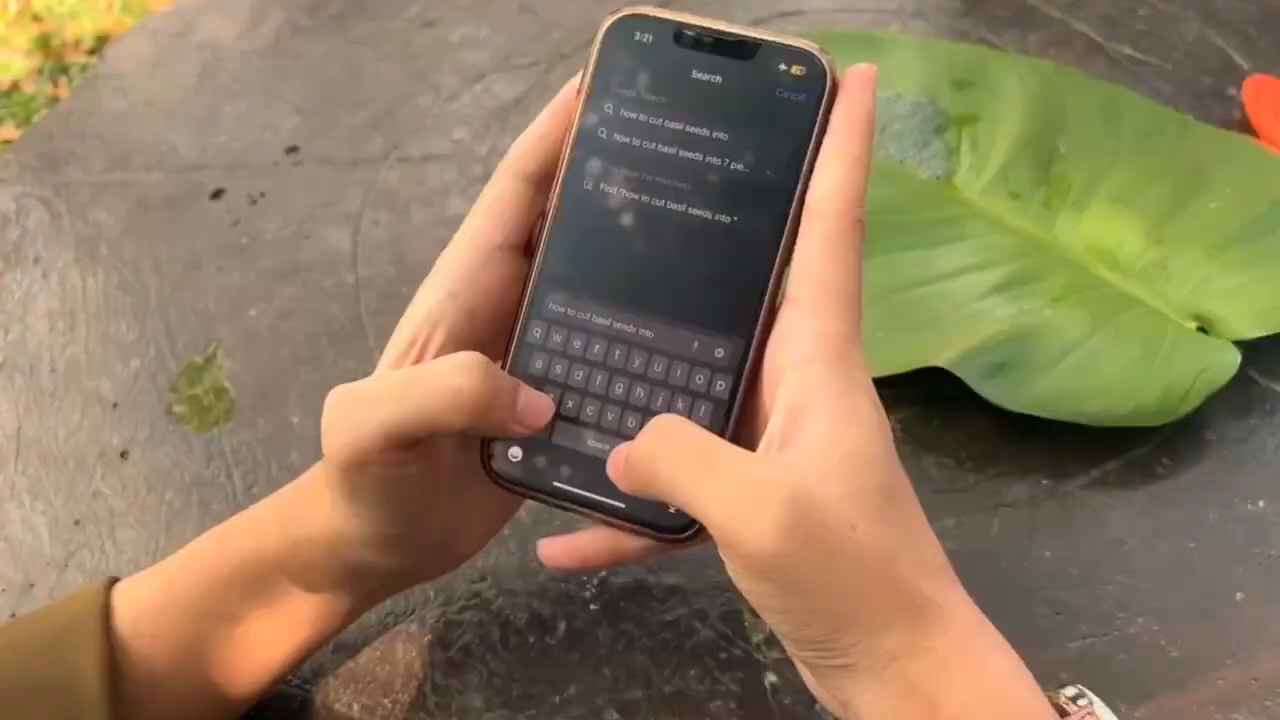 3:21
Search
Cancel
how to cut basil seeds into
how to cut basil seeds into 7 pie...
Find "how to cut basil seeds into "
how to cut basil seeds into
q w e r t y u i o p
a s d f g h j k l
x c v b
space